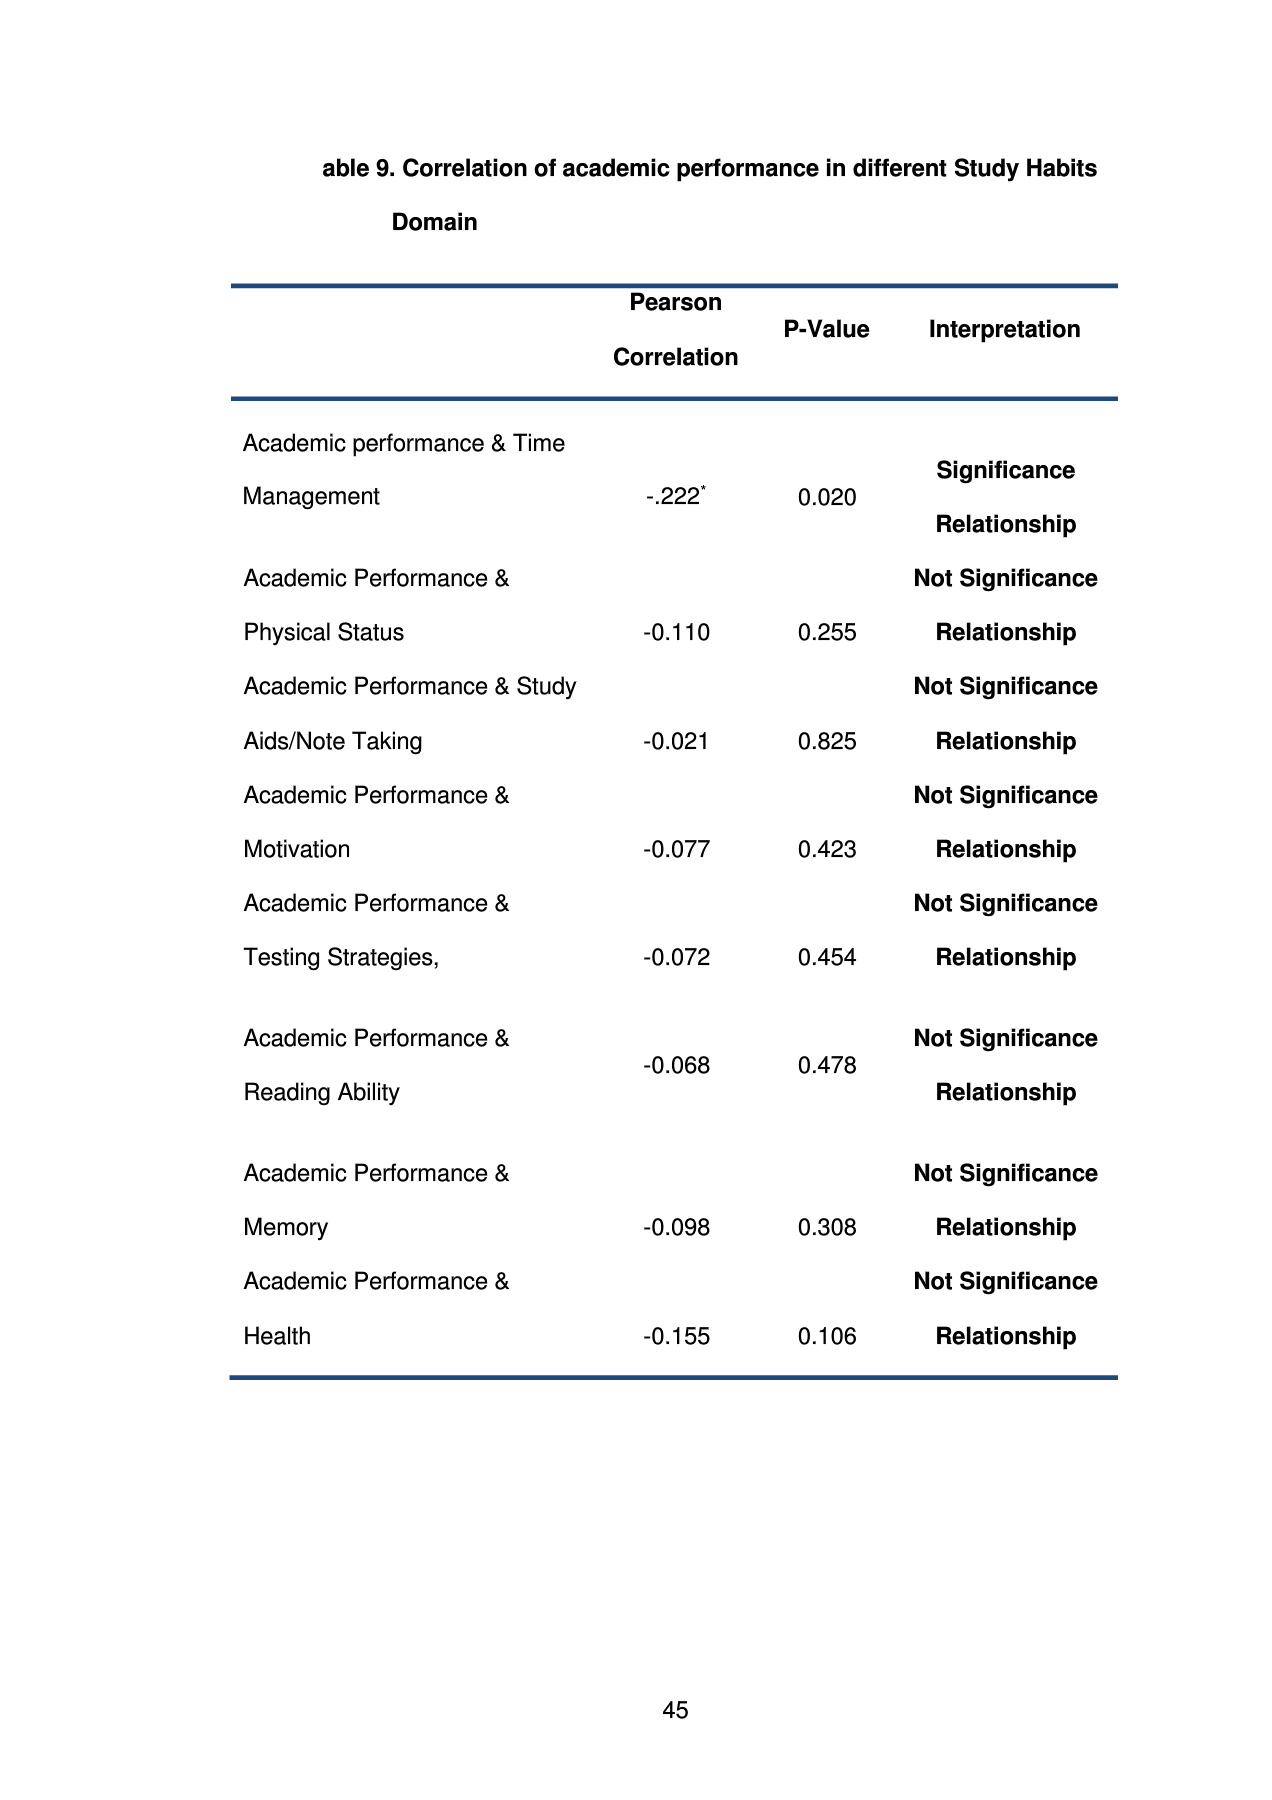 able 9. Correlation of academic performance in different Study Habits
Domain
Pearson
Correlation
P-Value
Interpretation
Academic performance & Time
Management
-.222*
0.020
Significance
Relationship
Academic Performance &
Physical Status
-0.110
0.255
Not Significance
Relationship
Academic Performance & Study
Aids/Note Taking
-0.021
0.825
Not Significance
Relationship
Academic Performance &
Motivation
-0.077
0.423
Not Significance
Relationship
Academic Performance &
Testing Strategies,
-0.072
0.454
Not Significance
Relationship
Academic Performance &
Reading Ability
-0.068
0.478
Not Significance
Relationship
Academic Performance &
Memory
-0.098
0.308
Not Significance
Relationship
Academic Performance &
Health
-0.155
0.106
Not Significance
Relationship
45